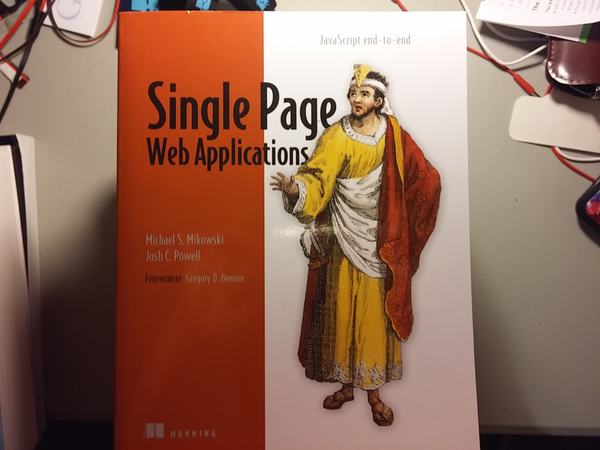 JavaScript end-to-end
Single Page
Web Applications
Michael S. Mikowski
Josh C. Powell
FOREWORD BY Gregory D. Benson
MANNING